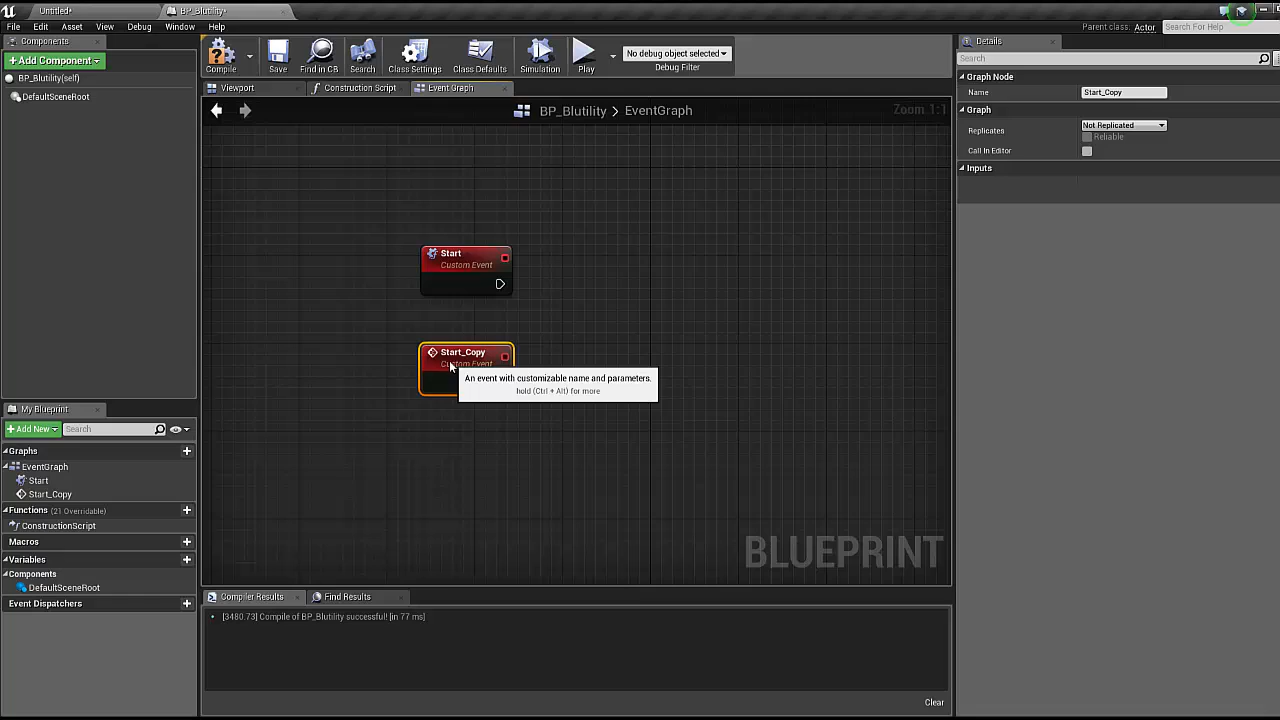 Untitled*
BP_Blutility*
File
Edit
Asset
View
Debug
Window
Help
Parent class: Actor
Search For Help
Components
+Add Component
BP_Blutility(self)
DefaultSceneRoot
Compile
Save
Find in CB
Search
Class Settings
Class Defaults
Simulation
Play
No debug object selected
Debug Filter
Viewport
Construction Script
Event Graph
BP_Blutility > EventGraph
Zoom 1:1
Start
Custom Event
Start_Copy
Custom Event
An event with customizable name and parameters.
hold (Ctrl + Alt) for more
BLUEPRINT
My Blueprint
+Add New
Search
Graphs
EventGraph
Start
Start_Copy
Functions (21 Overridable)
ConstructionScript
Macros
Variables
Components
DefaultSceneRoot
Event Dispatchers
Compiler Results
Find Results
[3480.73] Compile of BP_Blutility successful! [in 77 ms]
Clear
Details
Search
Graph Node
Name
Start_Copy
Graph
Replicates
Not Replicated
Reliable
Call In Editor
Inputs